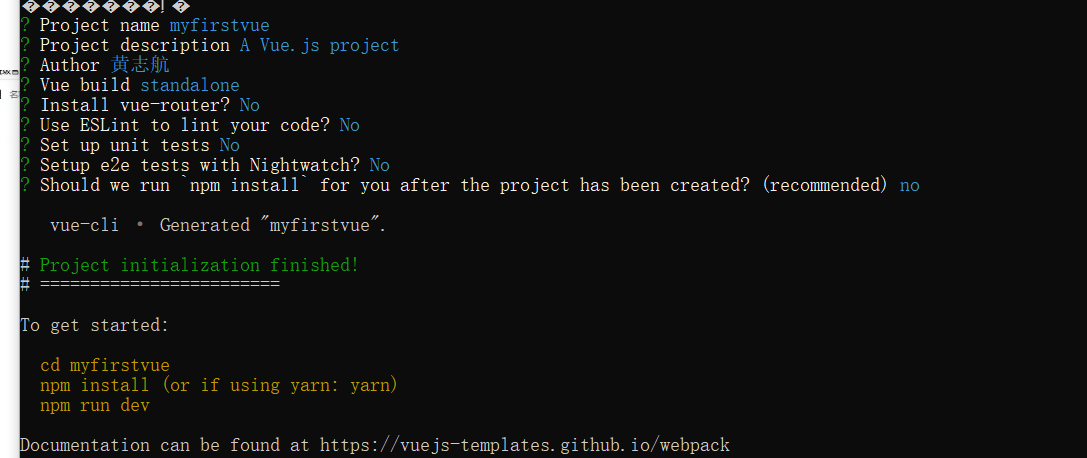 ? Project name myfirstvue
? Project description A Vue.js project
? Author 黄志航
? Vue build standalone
? Install vue-router? No
? Use ESLint to lint your code? No
? Set up unit tests No
? Setup e2e tests with Nightwatch? No
? Should we run `npm install` for you after the project has been created? (recommended) no
vue-cli · Generated "myfirstvue".
# Project initialization finished!
# ========================
To get started:
cd myfirstvue
npm install (or if using yarn: yarn)
npm run dev
Documentation can be found at https://vuejs-templates.github.io/webpack